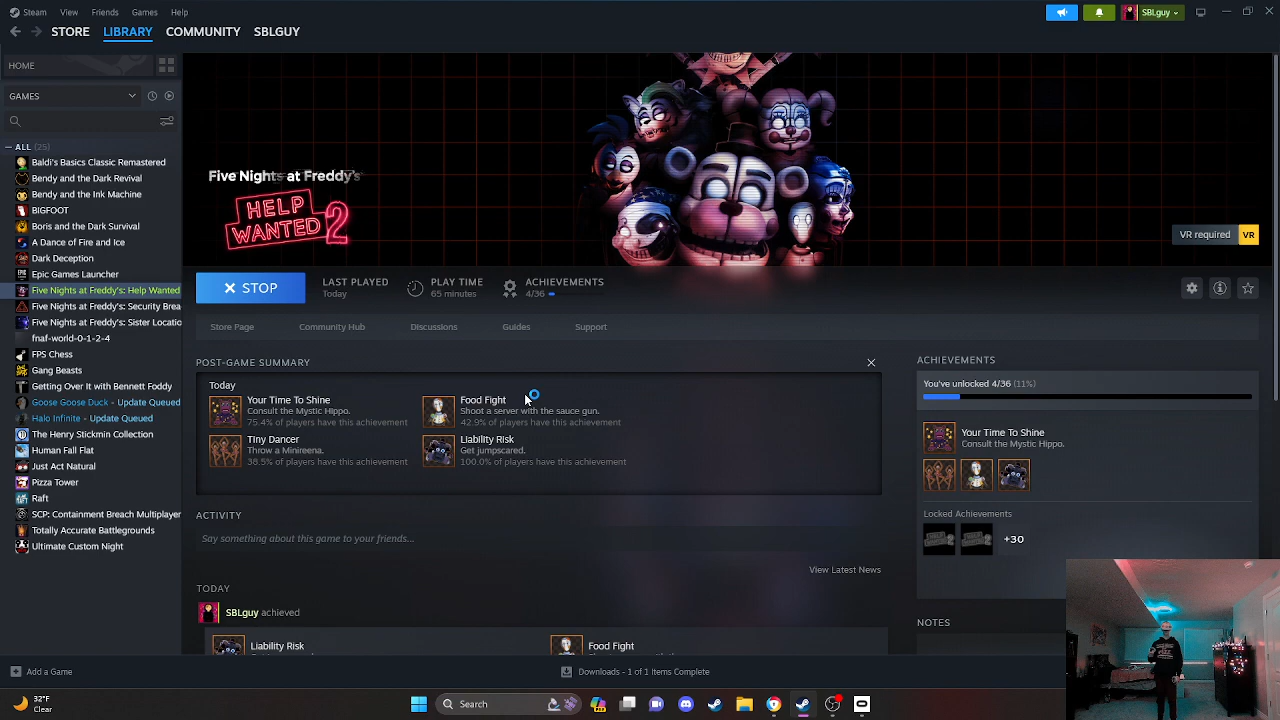 Steam View Friends Games Help SBLguy
STORE LIBRARY COMMUNITY SBLGUY
HOME
GAMES
ALL (25)
Baldi's Basics Classic Remastered
Bendy and the Dark Revival
Bendy and the Ink Machine
BIGFOOT
Boris and the Dark Survival
A Dance of Fire and Ice
Dark Deception
Epic Games Launcher
Five Nights at Freddy's: Help Wanted
Five Nights at Freddy's: Security Brea
Five Nights at Freddy's: Sister Locatio
fnaf-world-0-1-2-4
FPS Chess
Gang Beasts
Getting Over It with Bennett Foddy
Goose Goose Duck - Update Queued
Halo Infinite - Update Queued
The Henry Stickmin Collection
Human Fall Flat
Just Act Natural
Pizza Tower
Raft
SCP: Containment Breach Multiplayer
Totally Accurate Battlegrounds
Ultimate Custom Night
Five Nights at Freddy's
HELP
WANTED 2
VR required VR
STOP
LAST PLAYED
Today
PLAY TIME
65 minutes
ACHIEVEMENTS
4/36
Store Page Community Hub Discussions Guides Support
POST-GAME SUMMARY
Today
Your Time To Shine
Consult the Mystic Hippo.
75.4% of players have this achievement
Food Fight
Shoot a server with the sauce gun.
42.9% of players have this achievement
Tiny Dancer
Throw a Minireena.
38.5% of players have this achievement
Liability Risk
Get jumpscared.
100.0% of players have this achievement
ACTIVITY
Say something about this game to your friends...
View Latest News
TODAY
SBLguy achieved
Liability Risk
Food Fight
ACHIEVEMENTS
You've unlocked 4/36 (11%)
Your Time To Shine
Consult the Mystic Hippo.
Locked Achievements
+30
NOTES
Add a Game
Downloads - 1 of 1 Items Complete
32°F
Clear
Search